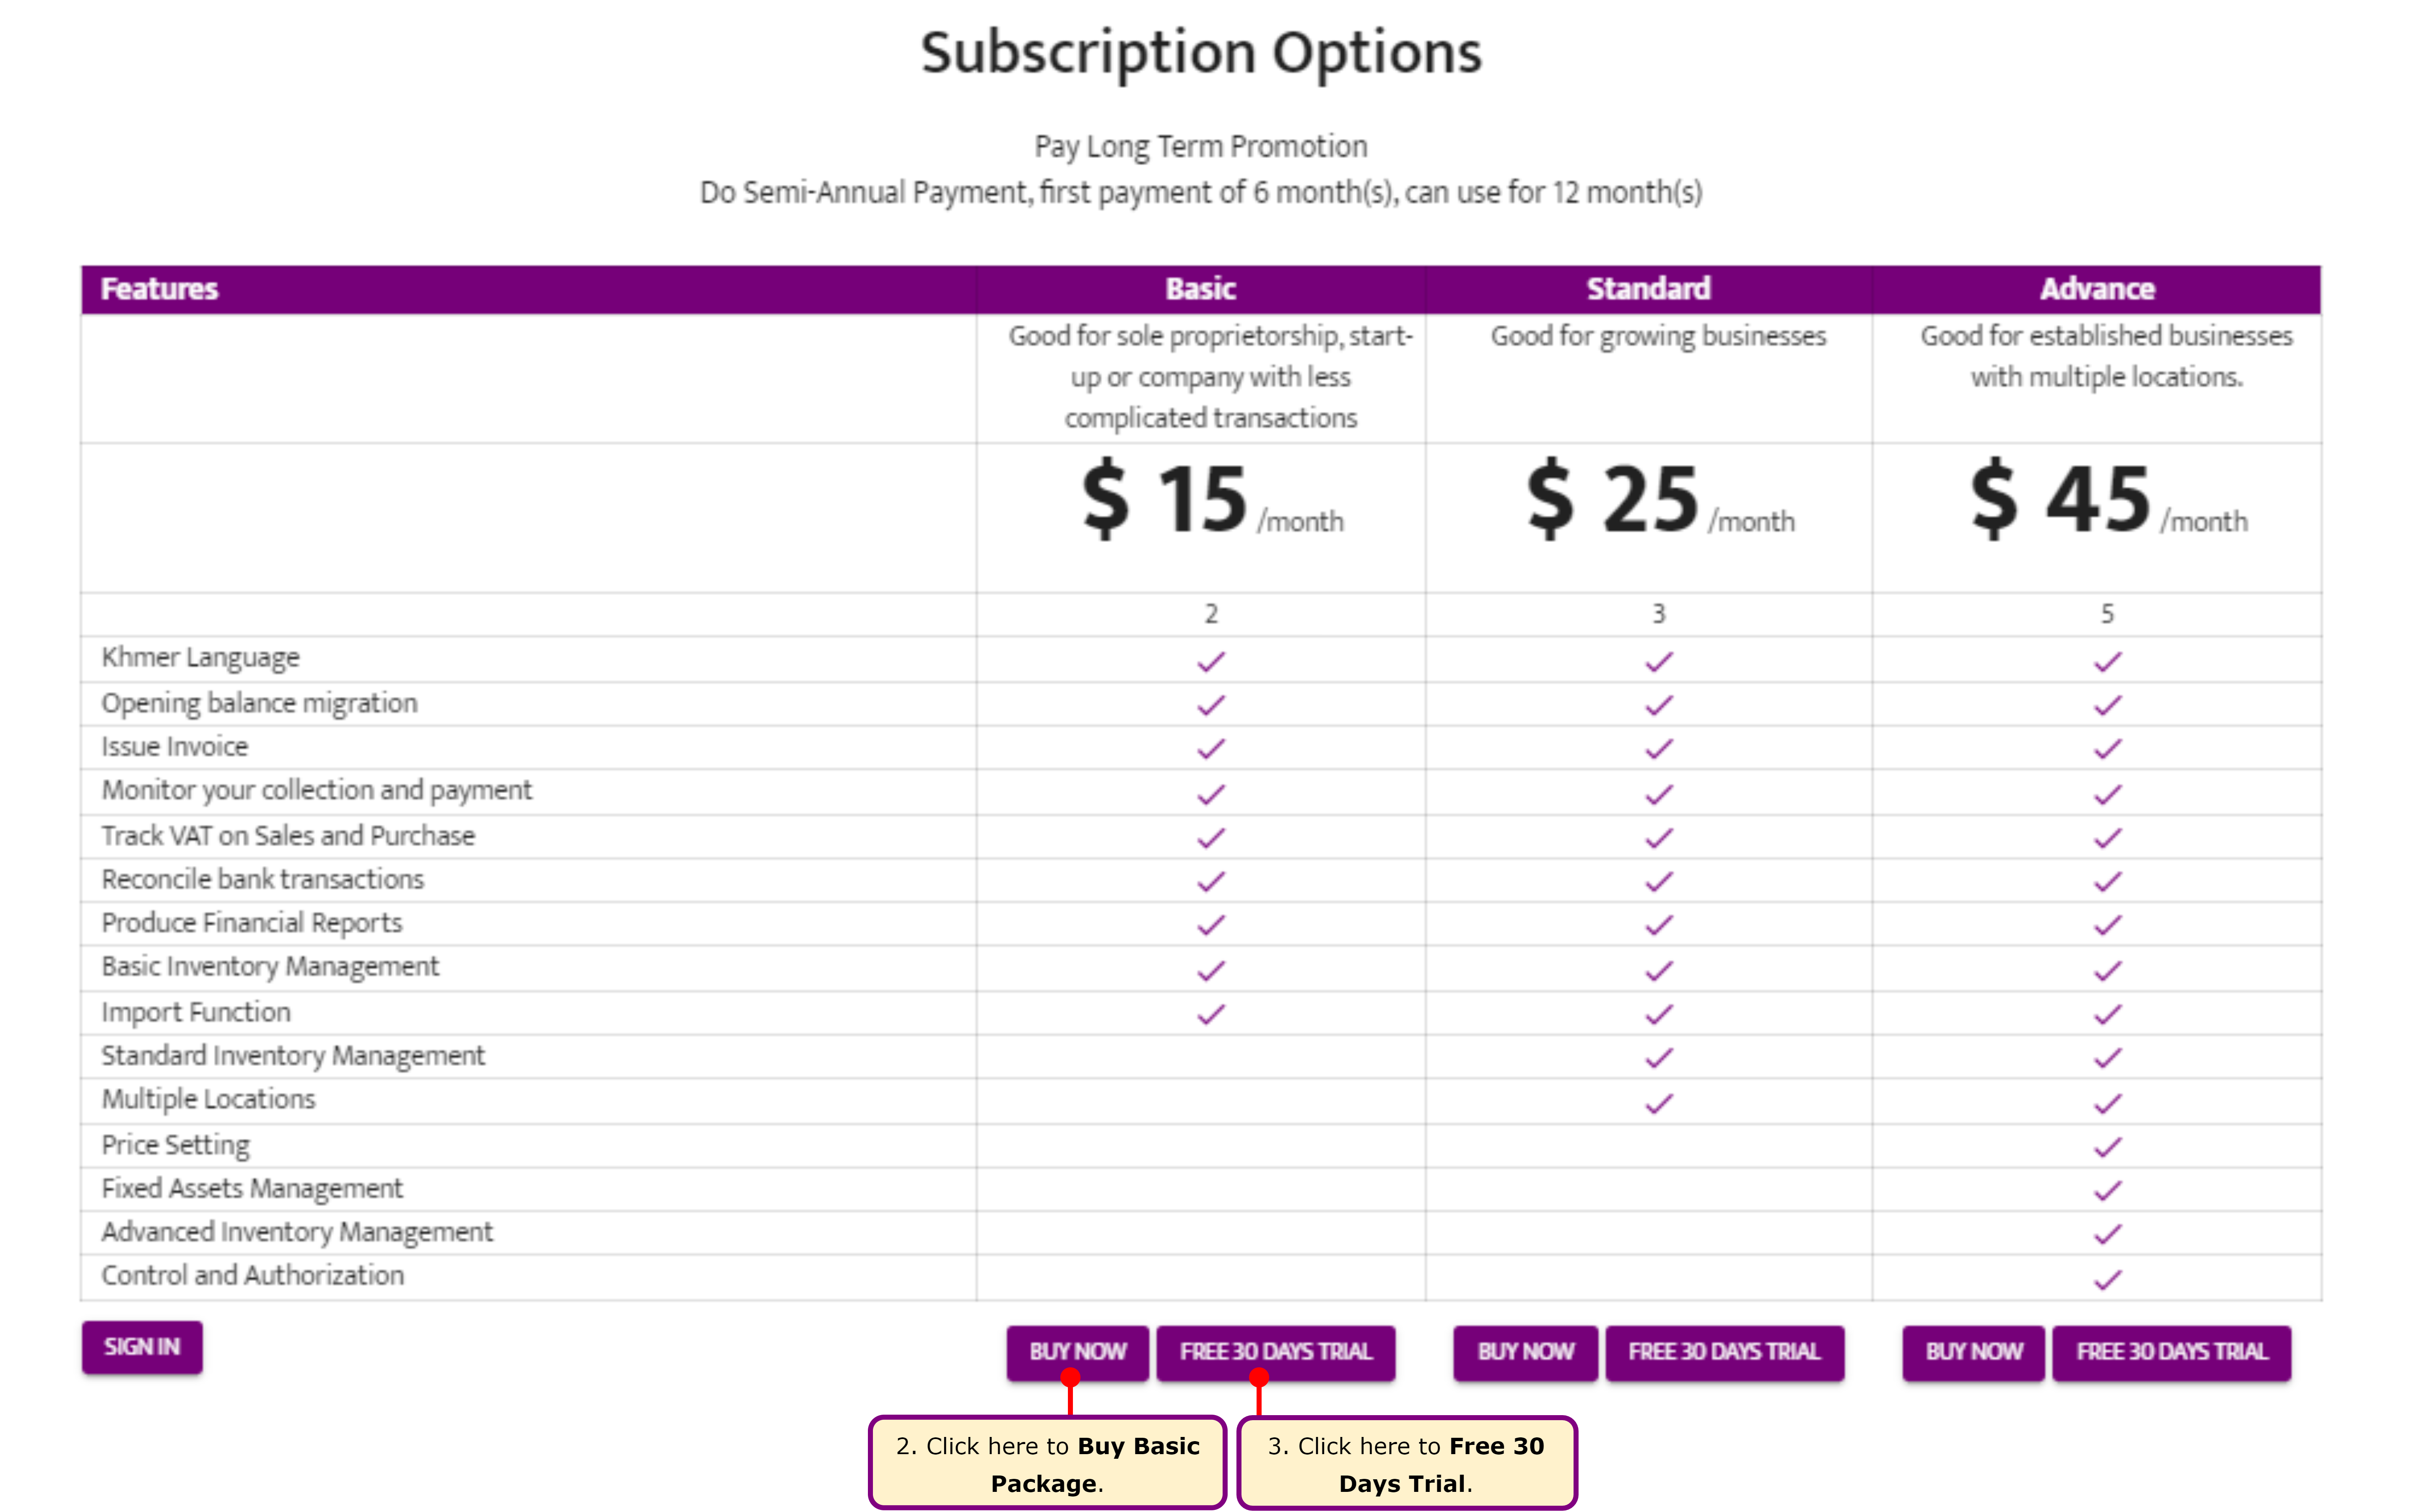 Subscription Options
Pay Long Term Promotion
Do Semi-Annual Payment, first payment of 6 month(s), can use for 12 month(s)
Features Basic Standard Advance
Good for sole proprietorship, start- Good for growing businesses Good for established businesses
up or company with less with multiple locations.
complicated transactions
$ 15 /month $ 25 /month $ 45 /month
2 3 5
Khmer Language
Opening balance migration
Issue Invoice
Monitor your collection and payment
Track VAT on Sales and Purchase
Reconcile bank transactions
Produce Financial Reports
Basic Inventory Management
Import Function
Standard Inventory Management
Multiple Locations
Price Setting
Fixed Assets Management
Advanced Inventory Management
Control and Authorization
SIGN IN BUY NOW FREE 30 DAYS TRIAL BUY NOW FREE 30 DAYS TRIAL BUY NOW FREE 30 DAYS TRIAL
2. Click here to Buy Basic
Package.
3. Click here to Free 30
Days Trial.